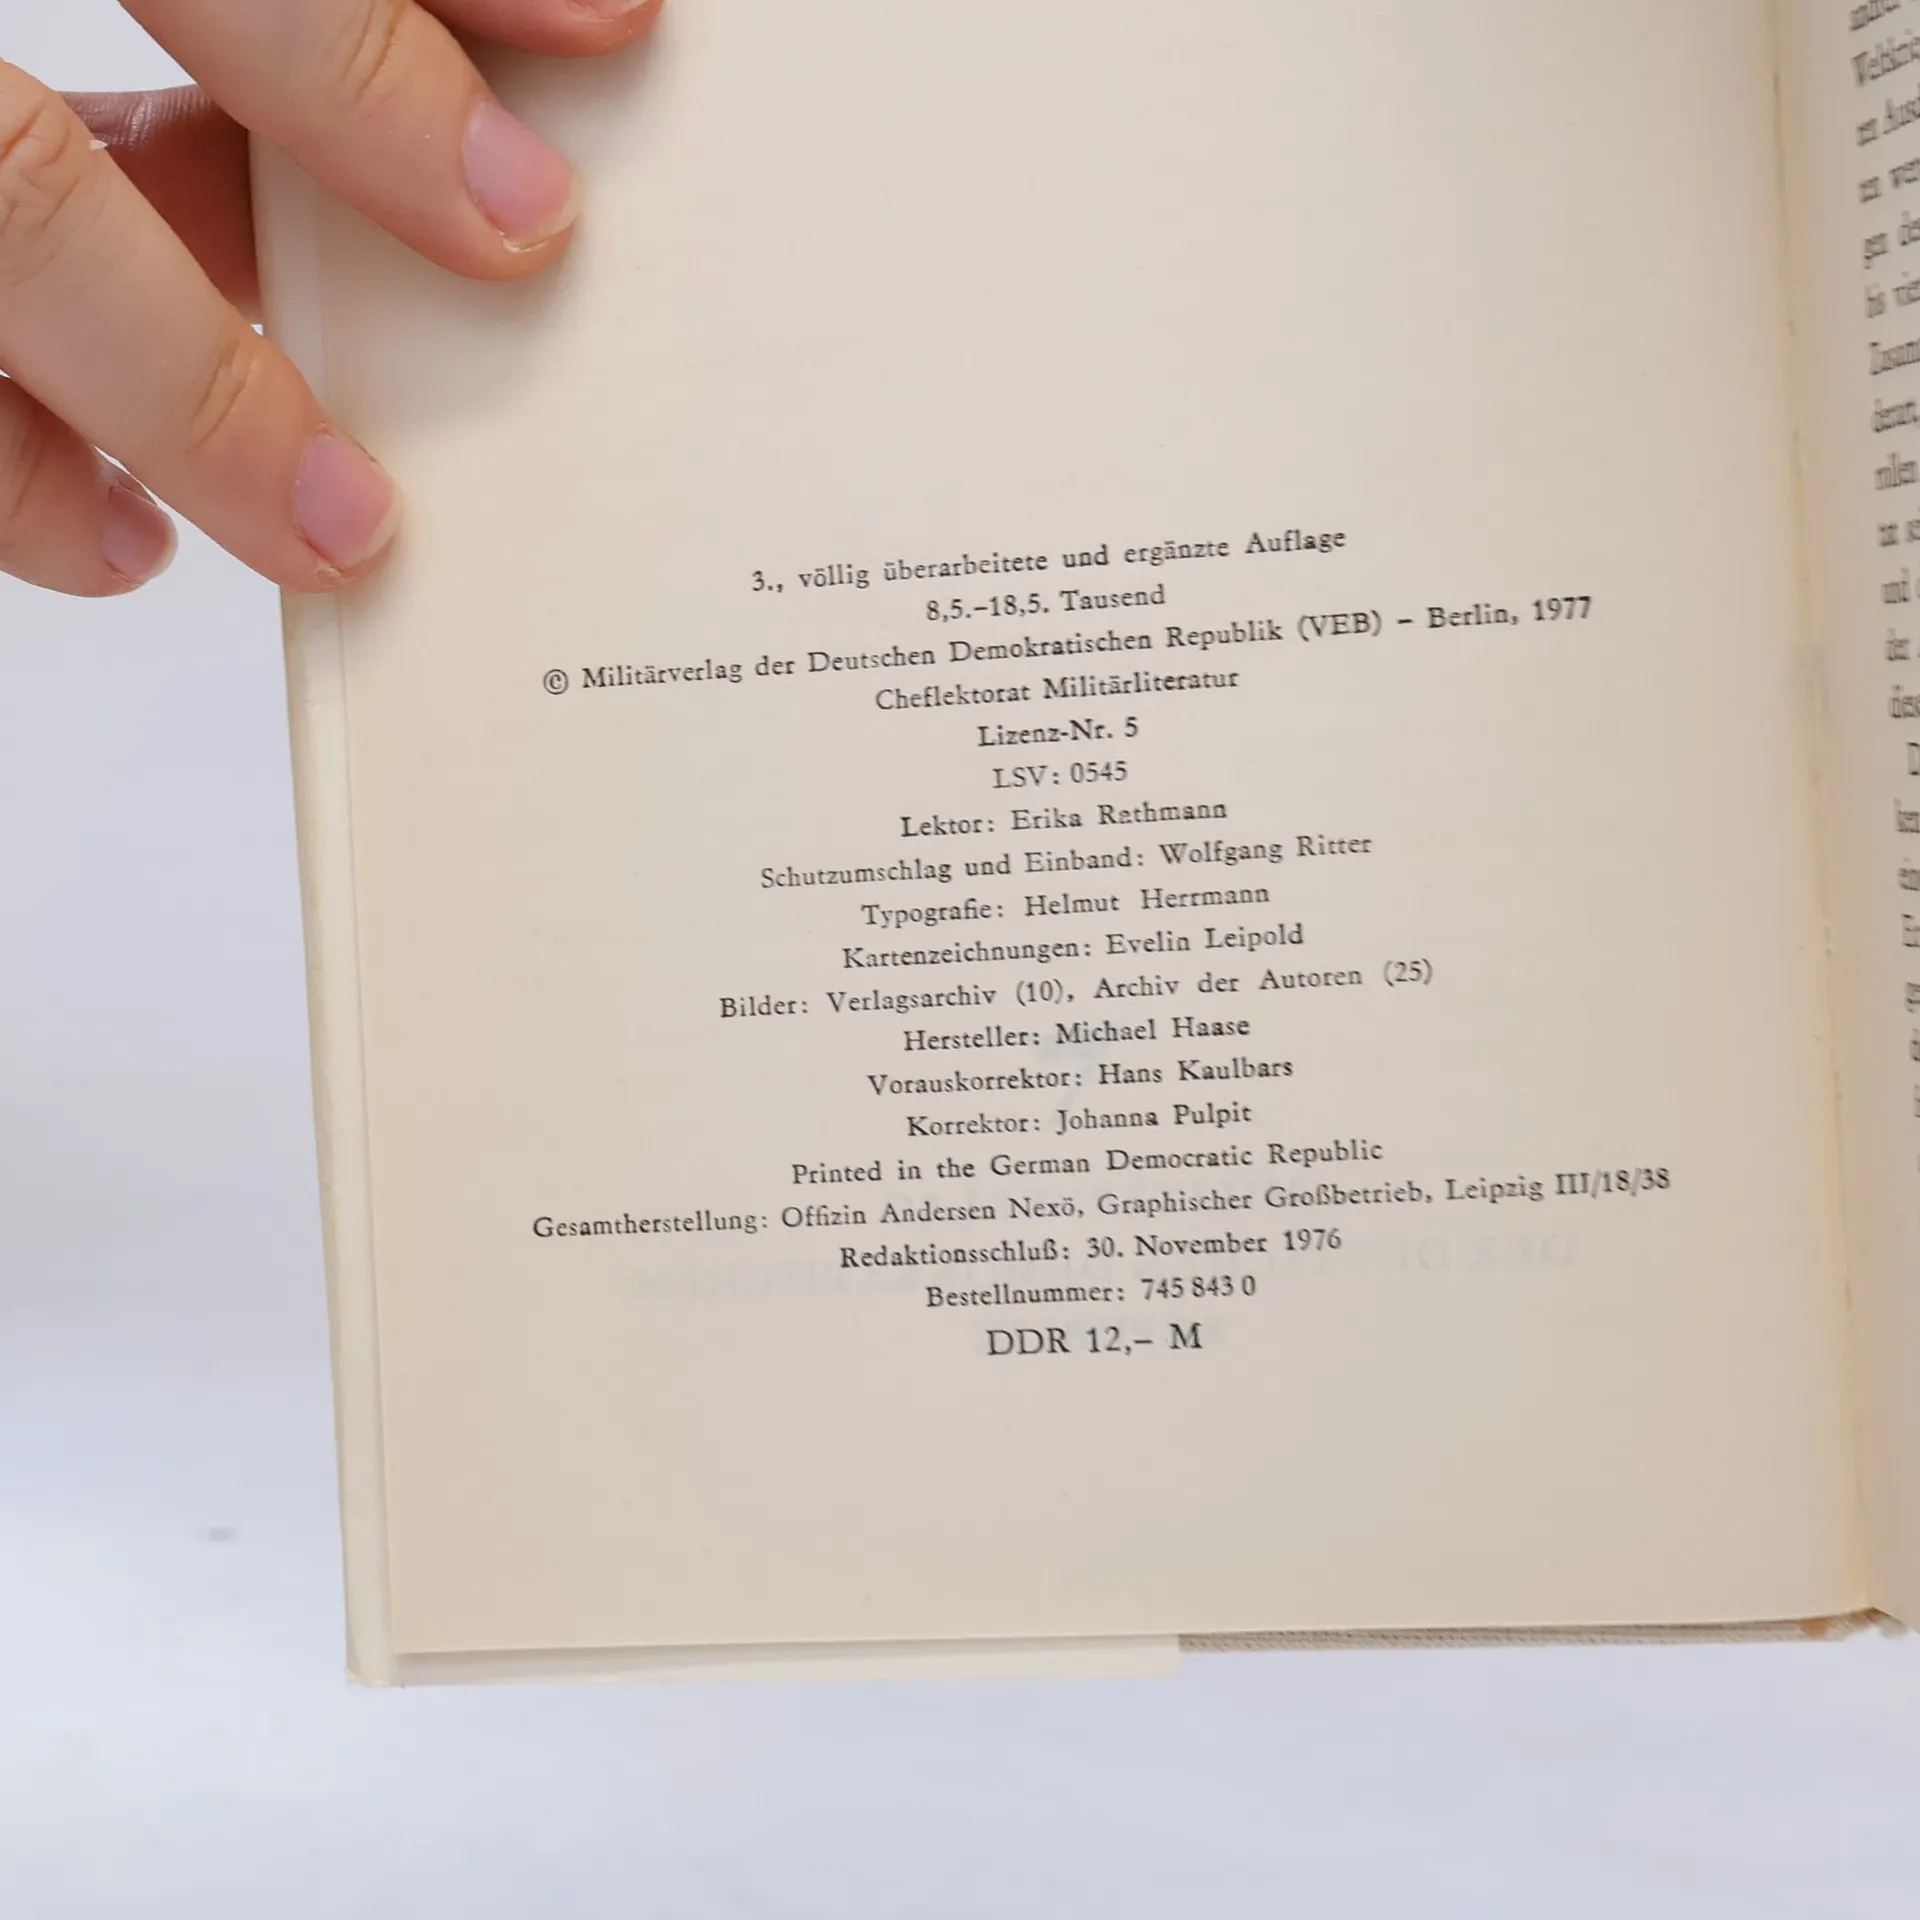 3., völlig überarbeitete und ergänzte Auflage
8,5.–18,5. Tausend
© Militärverlag der Deutschen Demokratischen Republik (VEB) – Berlin, 1977
Cheflektorat Militärliteratur
Lizenz-Nr. 5
LSV: 0545
Lektor: Erika Rathmann
Schutzumschlag und Einband: Wolfgang Ritter
Typografie: Helmut Herrmann
Kartenzeichnungen: Evelin Leipold
Bilder: Verlagsarchiv (10), Archiv der Autoren (25)
Hersteller: Michael Haase
Vorauskorrektor: Hans Kaulbars
Korrektor: Johanna Pulpit
Printed in the German Democratic Republic
Gesamtherstellung: Offizin Andersen Nexö, Graphischer Großbetrieb, Leipzig III/18/38
Redaktionsschluß: 30. November 1976
Bestellnummer: 745 843 0
DDR 12,– M